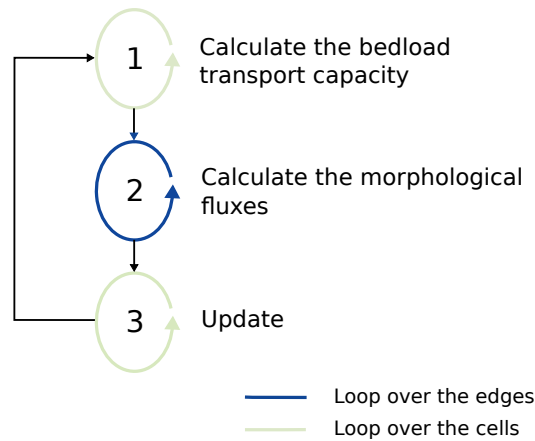 1
Calculate the bedload
transport capacity
2
Calculate the morphological
fluxes
3
Update
Loop over the edges
Loop over the cells